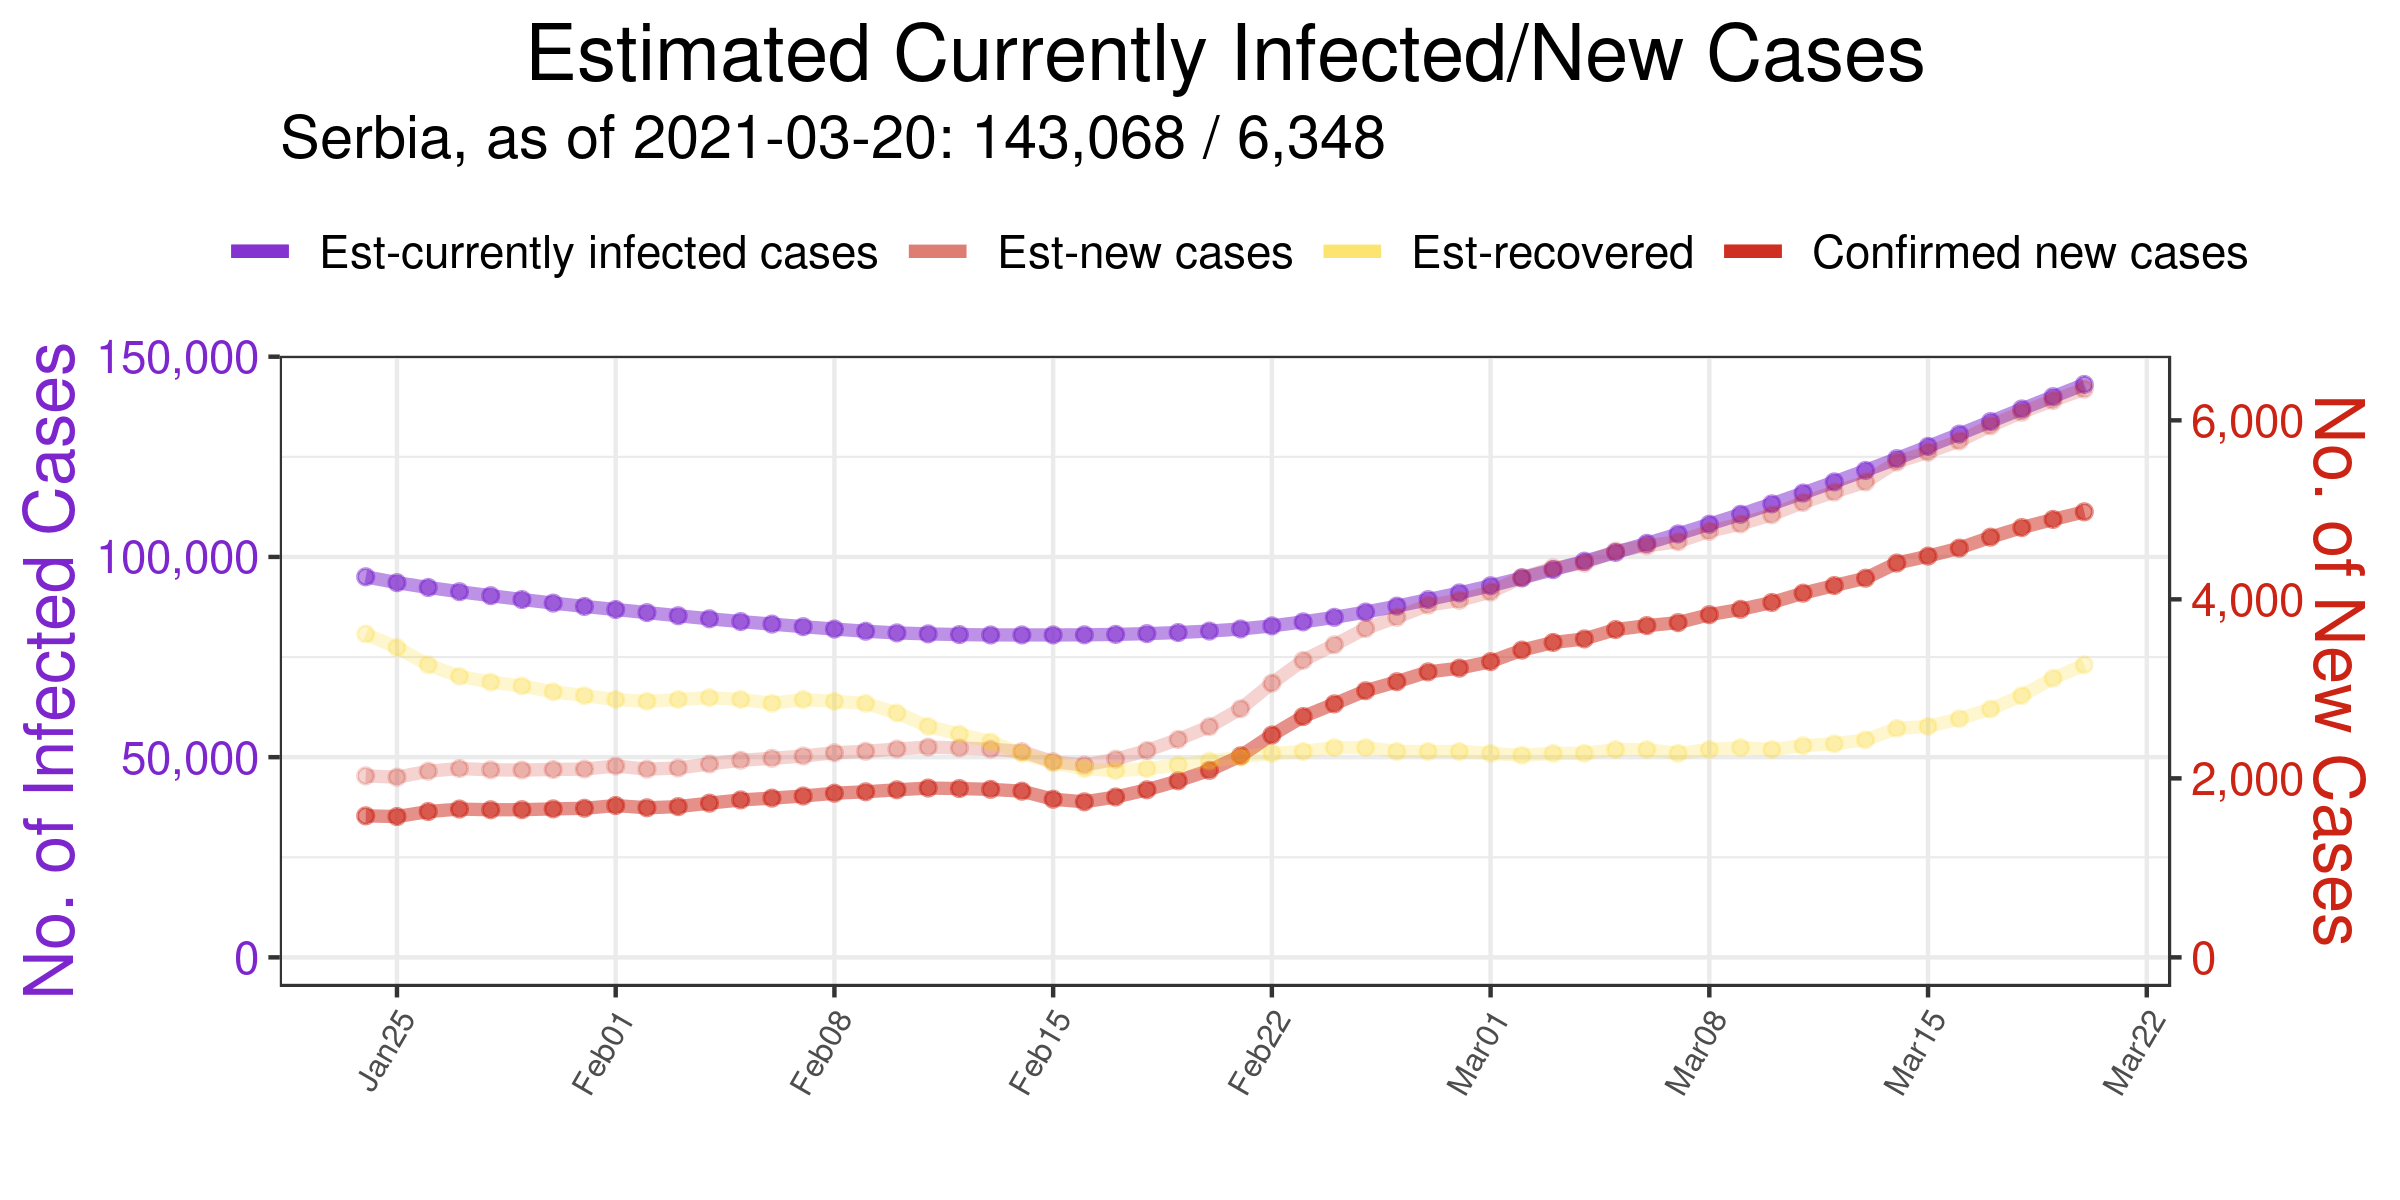 Estimated Currently Infected/New Cases
Serbia, as of 2021-03-20: 143,068 / 6,348
Est-currently infected cases Est-new cases Est-recovered Confirmed new cases
No. of Infected Cases
150,000
100,000
50,000
0
6,000
4,000
2,000
0
No. of New Cases
Jan25 Feb01 Feb08 Feb15 Feb22 Mar01 Mar08 Mar15 Mar22